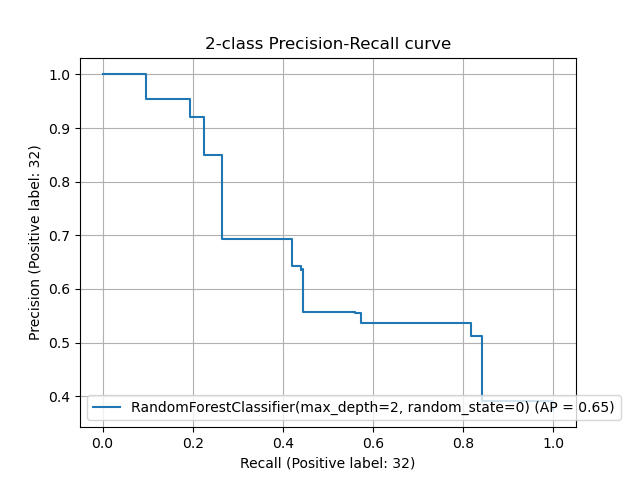 2-class Precision-Recall curve
Precision (Positive label: 32)
1.0
0.9
0.8
0.7
0.6
0.5
0.4
RandomForestClassifier(max_depth=2, random_state=0) (AP = 0.65)
0.0 0.2 0.4 0.6 0.8 1.0
Recall (Positive label: 32)